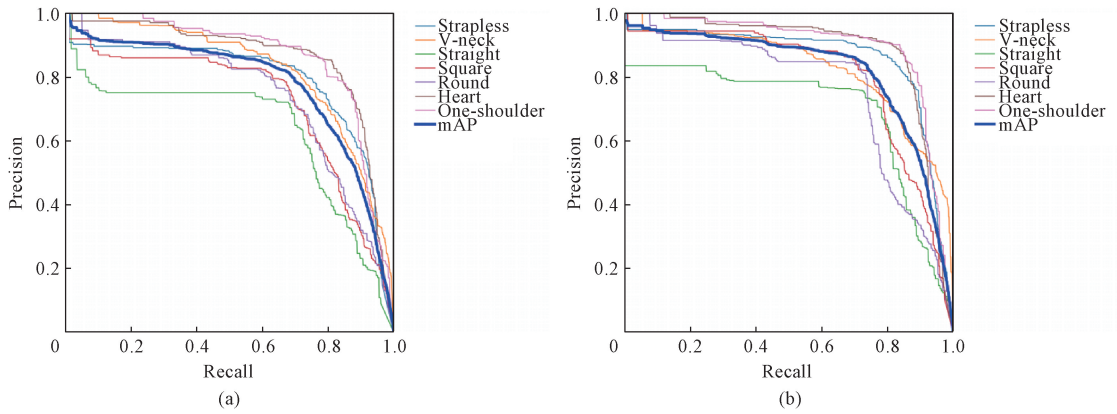 1.0
0.8
0.6
0.4
0.2
0
0.2
0.4
0.6
0.8
1.0
Precision
Recall
Strapless
V-neck
Straight
Square
Round
Heart
One-shoulder
mAP
(a)
1.0
0.8
0.6
0.4
0.2
0
0.2
0.4
0.6
0.8
1.0
Precision
Recall
Strapless
V-neck
Straight
Square
Round
Heart
One-shoulder
mAP
(b)